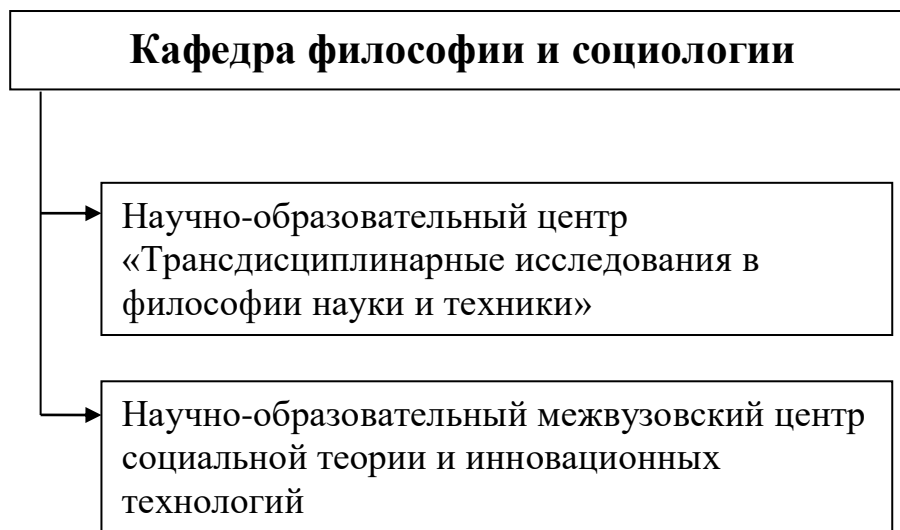 Кафедра философии и социологии
Научно-образовательный центр
«Трансдисциплинарные исследования в
философии науки и техники»
Научно-образовательный межвузовский центр
социальной теории и инновационных
технологий